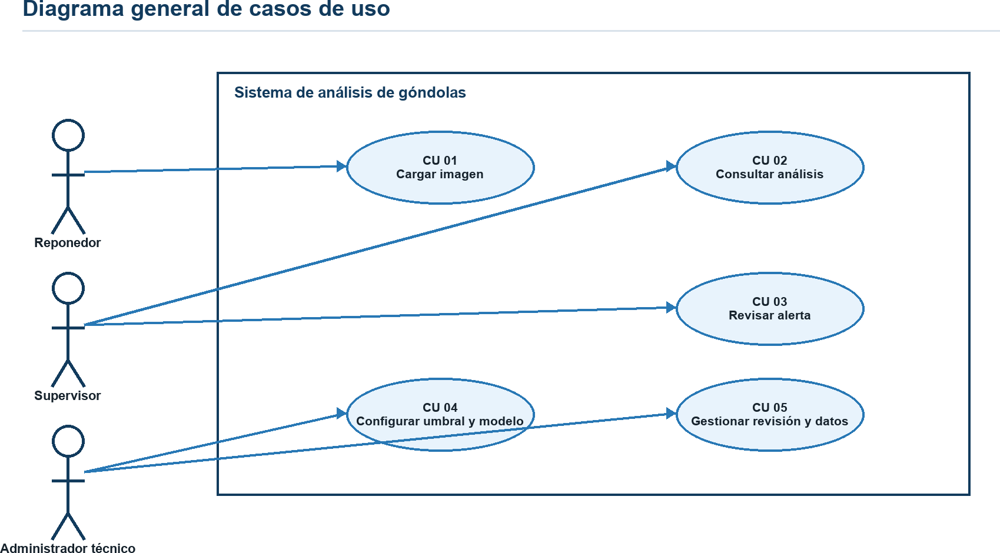 Diagrama general de casos de uso
Sistema de análisis de góndolas
CU 01
Cargar imagen
CU 02
Consultar análisis
Reponedor
CU 03
Revisar alerta
Supervisor
CU 04
Configurar umbral y modelo
CU 05
Gestionar revisión y datos
Administrador técnico